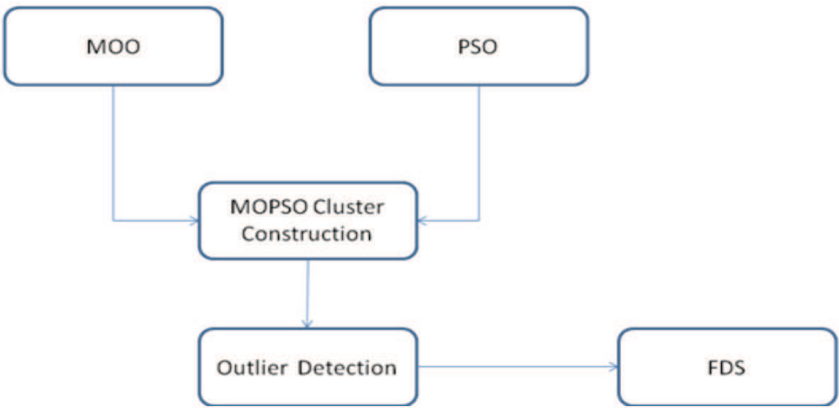 MOO
PSO
MOPSO Cluster
Construction
Outlier Detection
FDS